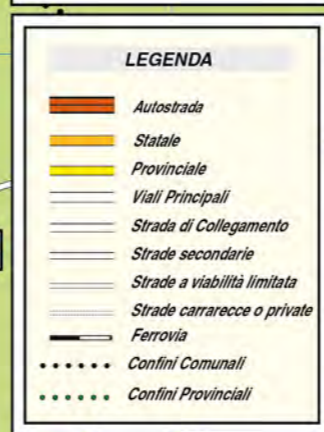 LEGENDA
Autostrada
Statale
Provinciale
Viali Principali
Strada di Collegamento
Strade secondarie
Strade a viabilità limitata
Strade carrarecce o private
Ferrovia
Confini Comunali
Confini Provinciali